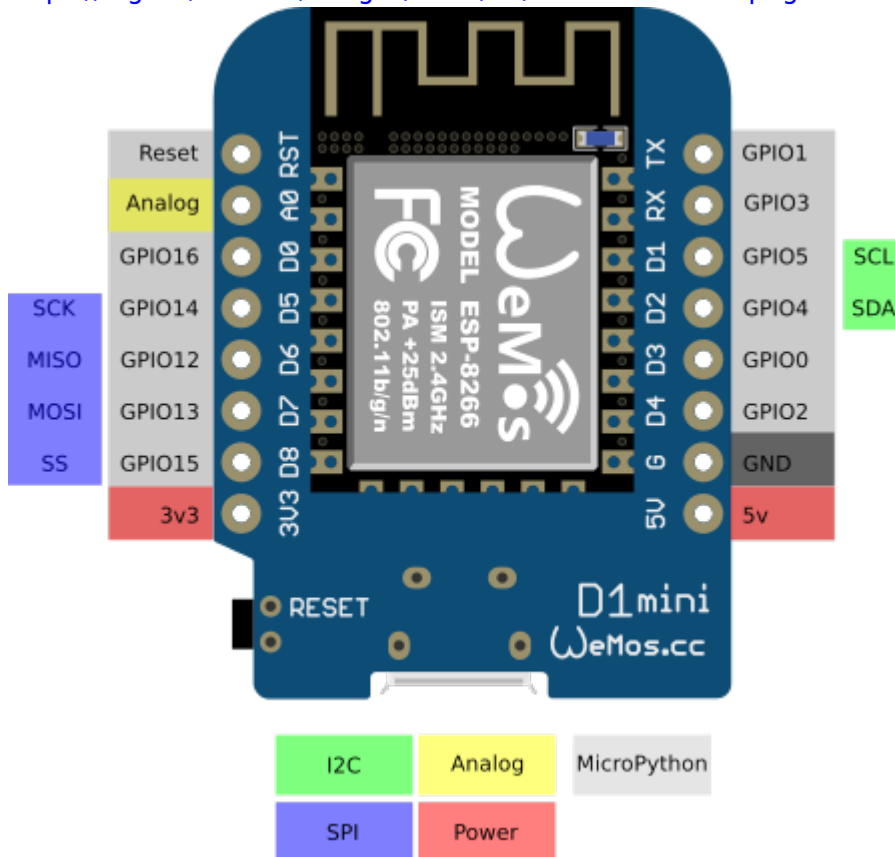 Reset RST TX GPIO1
Analog A0 RX GPIO3
GPIO16 D0 D1 GPIO5 SCL
SCK GPIO14 D5 D2 GPIO4 SDA
MISO GPIO12 D6 D3 GPIO0
MOSI GPIO13 D7 D4 GPIO2
SS GPIO15 D8 G GND
3v3 3V3 5V 5v
WeMos
MODEL ESP-8266
ISM 2.4GHz
PA +25dBm
802.11b/g/n
FC
RESET
D1mini
WeMos.cc
I2C Analog MicroPython
SPI Power